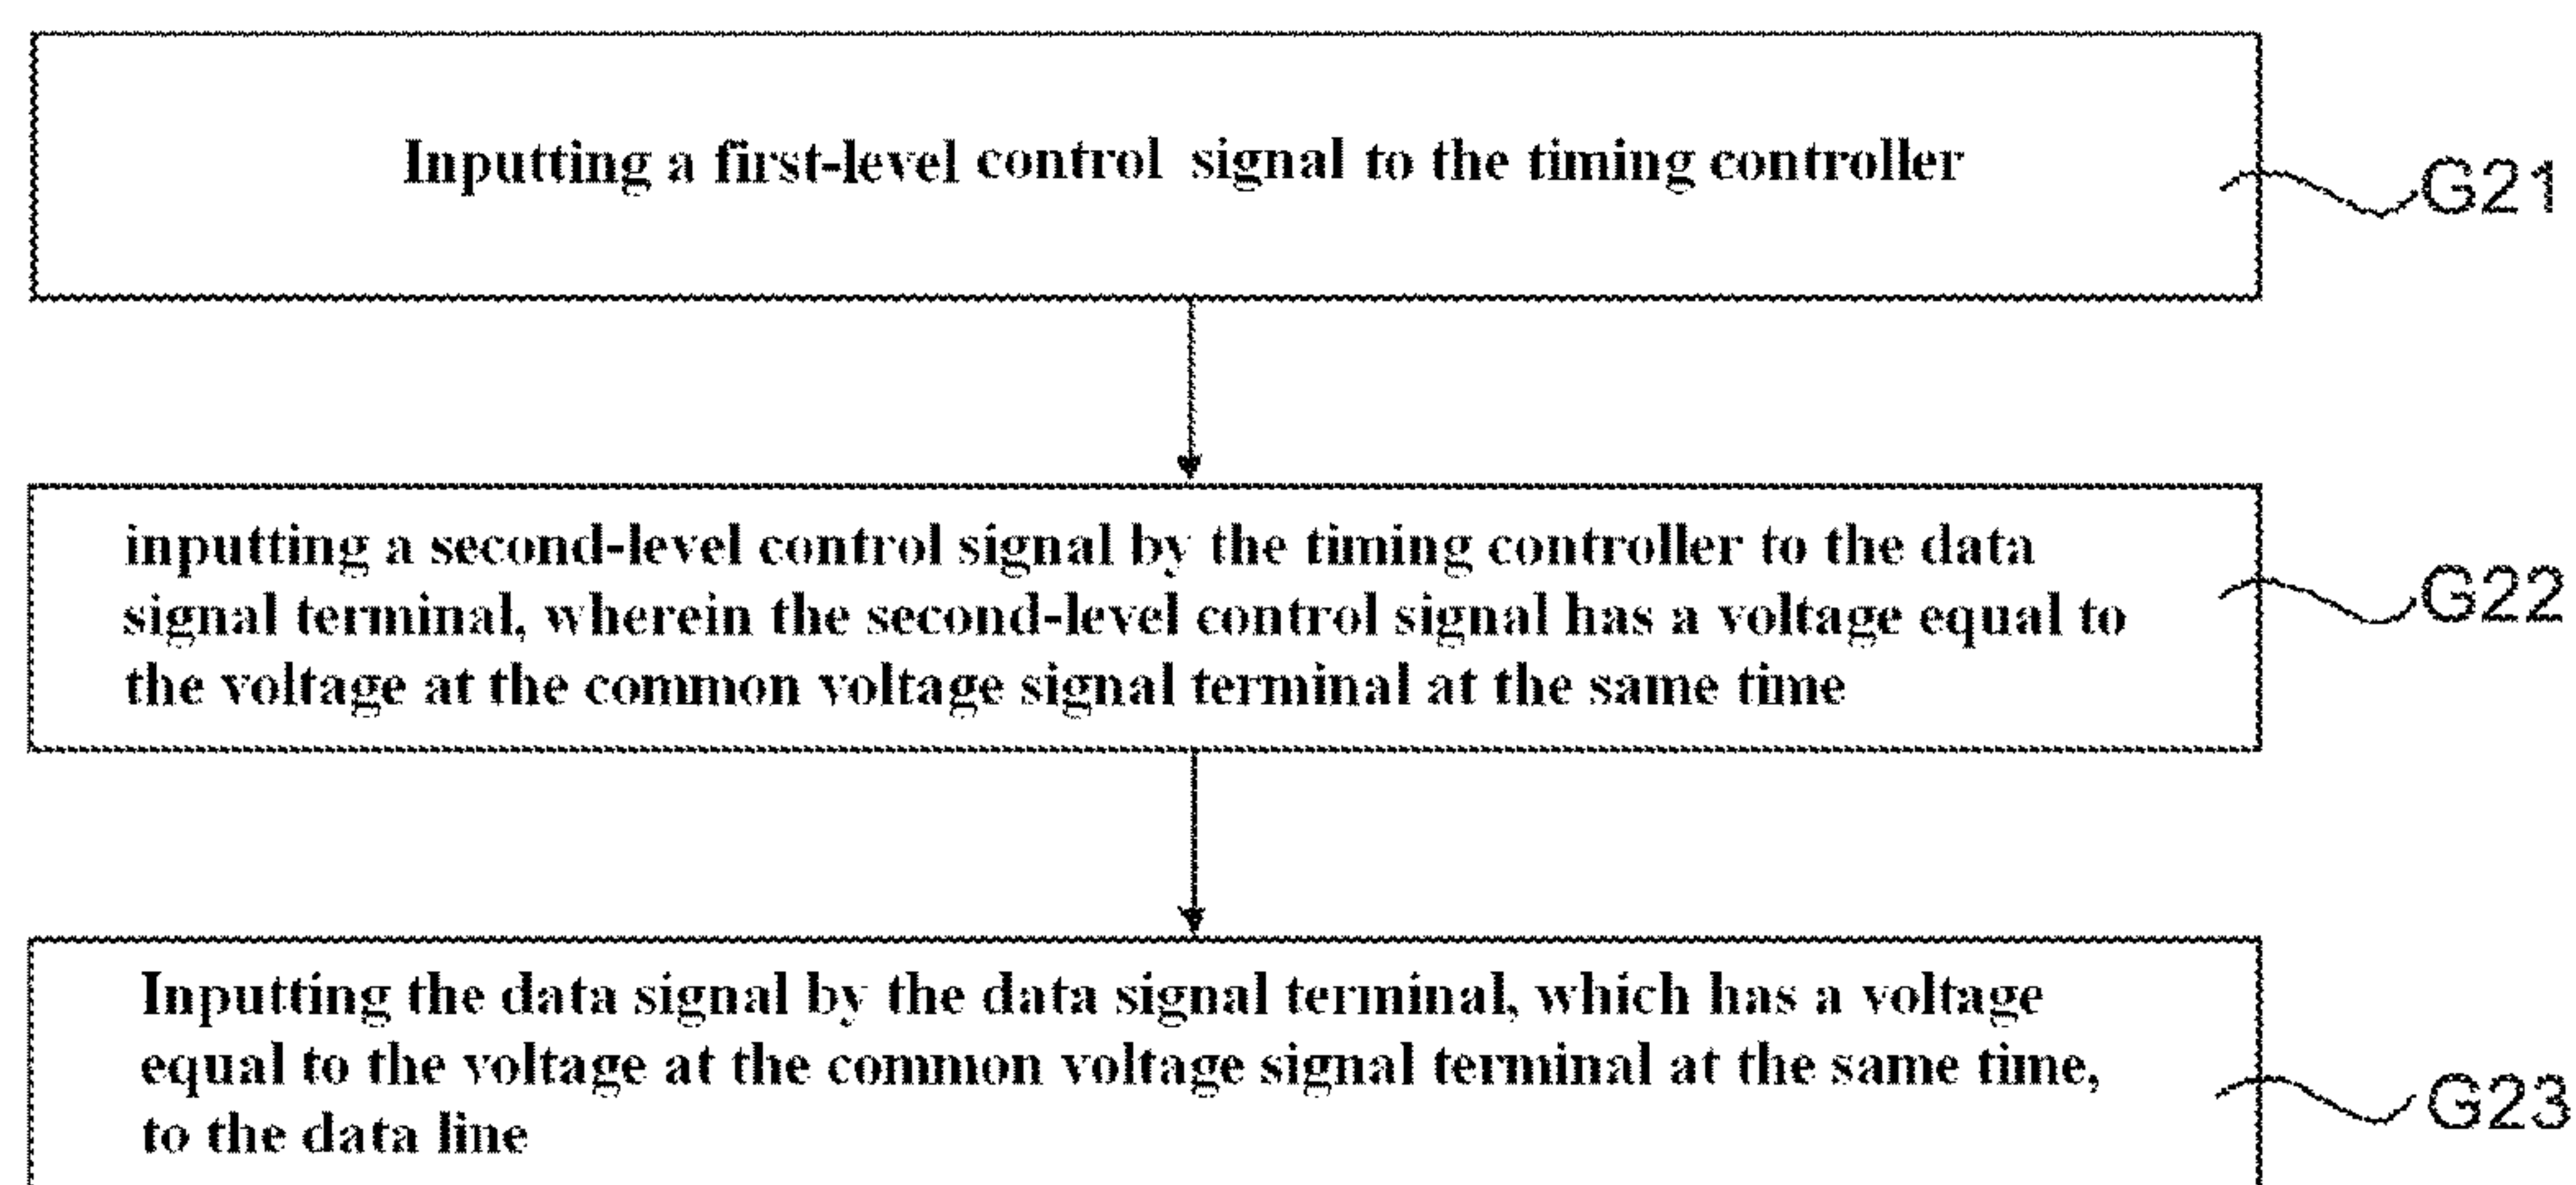 Inputting a first-level control signal to the timing controller
G21
inputting a second-level control signal by the timing controller to the data
signal terminal, wherein the second-level control signal has a voltage equal to
the voltage at the common voltage signal terminal at the same time
G22
Inputting the data signal by the data signal terminal, which has a voltage
equal to the voltage at the common voltage signal terminal at the same time,
to the data line
G23